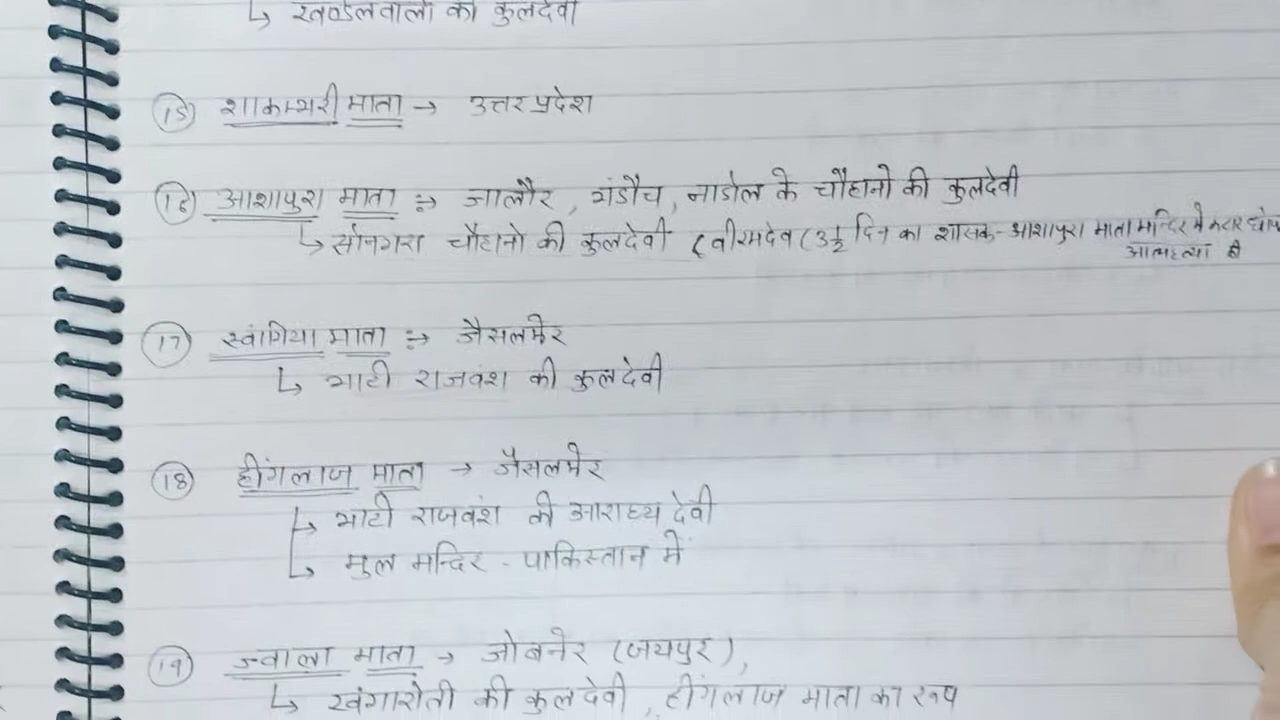 ↳ खण्डेलवालो की कुलदेवी
(15) शाकम्भरी माता → उत्तर प्रदेश
(16) आशापुरा माता :→ जालौर, गंडौच, नाडोल के चौहानो की कुलदेवी
↳ सोनगरा चौहानो की कुलदेवी (वीरमदेव (3½ दिन का शासक - आशापुरा माता मन्दिर मे कटार
आत्महत्या की
(17) स्वांगिया माता :→ जैसलमेर
↳ भाटी राजवंश की कुलदेवी
(18) हींगलाज माता → जैसलमेर
↳ भाटी राजवंश की आराध्य देवी
↳ मुल मन्दिर - पाकिस्तान में
(19) ज्वाला माता → जोबनेर (जयपुर),
↳ खंगारोतो की कुलदेवी, हींगलाज माता का रूप